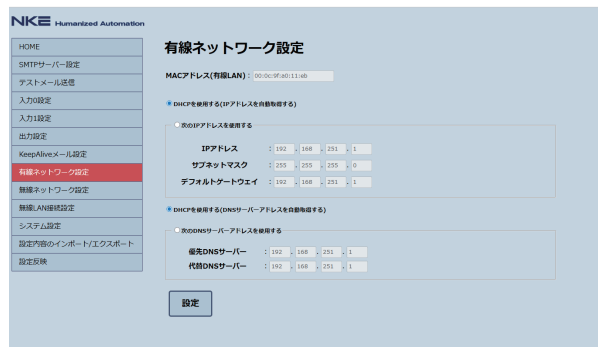 NKE Humanized Automation
HOME
SMTPサーバー設定
テストメール送信
入力0設定
入力1設定
出力設定
KeepAliveメール設定
有線ネットワーク設定
無線ネットワーク設定
無線LAN接続設定
システム設定
設定内容のインポート/エクスポート
設定反映
有線ネットワーク設定
MACアドレス(有線LAN) : 00:0c:9f:a0:11:ab
DHCPを使用する(IPアドレスを自動取得する)
次のIPアドレスを使用する
IPアドレス : 192 . 168 . 251 . 1
サブネットマスク : 255 . 255 . 255 . 0
デフォルトゲートウェイ : 192 . 168 . 251 . 1
DHCPを使用する(DNSサーバーアドレスを自動取得する)
次のDNSサーバーアドレスを使用する
優先DNSサーバー : 192 . 168 . 251 . 1
代替DNSサーバー : 192 . 168 . 251 . 1
設定